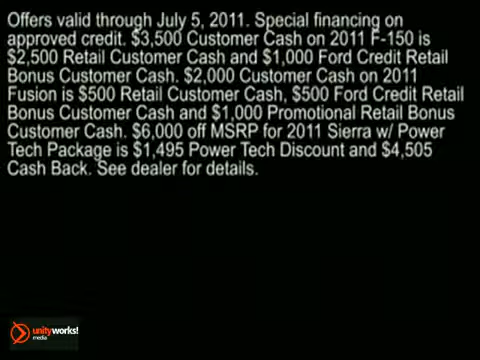 Offers valid through July 5, 2011. Special financing on
approved credit. $3,500 Customer Cash on 2011 F-150 is
$2,500 Retail Customer Cash and $1,000 Ford Credit Retail
Bonus Customer Cash. $2,000 Customer Cash on 2011
Fusion is $500 Retail Customer Cash, $500 Ford Credit Retail
Bonus Customer Cash and $1,000 Promotional Retail Bonus
Customer Cash. $6,000 off MSRP for 2011 Sierra w/ Power
Tech Package is $1,495 Power Tech Discount and $4,505
Cash Back. See dealer for details.
unityworks!
media